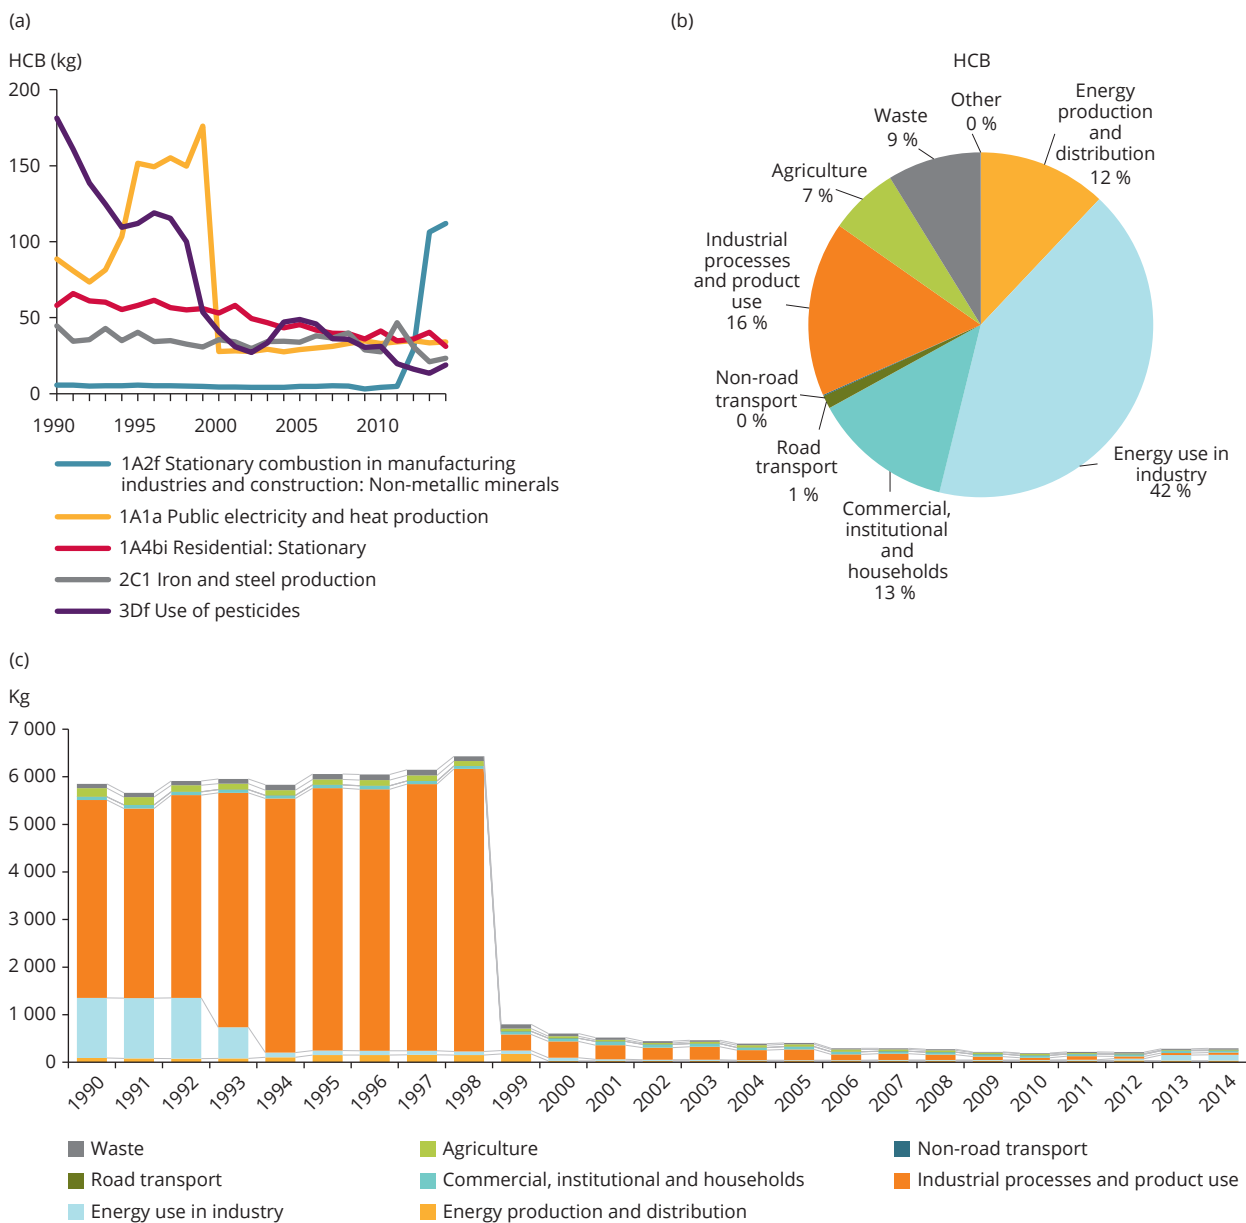 (a)
HCB (kg)
200
150
100
50
0
1990
1995
2000
2005
2010
1A2f Stationary combustion in manufacturing
industries and construction: Non-metallic minerals
1A1a Public electricity and heat production
1A4bi Residential: Stationary
2C1 Iron and steel production
3Df Use of pesticides
(b)
HCB
Other
0 %
Energy
production
and
distribution
12 %
Waste
9 %
Agriculture
7 %
Industrial
processes
and product
use
16 %
Non-road
transport
0 %
Road
transport
1 %
Commercial,
institutional
and
households
13 %
Energy use in
industry
42 %
(c)
Kg
7 000
6 000
5 000
4 000
3 000
2 000
1 000
0
1990
1991
1992
1993
1994
1995
1996
1997
1998
1999
2000
2001
2002
2003
2004
2005
2006
2007
2008
2009
2010
2011
2012
2013
2014
Waste
Agriculture
Non-road transport
Road transport
Commercial, institutional and households
Industrial processes and product use
Energy use in industry
Energy production and distribution